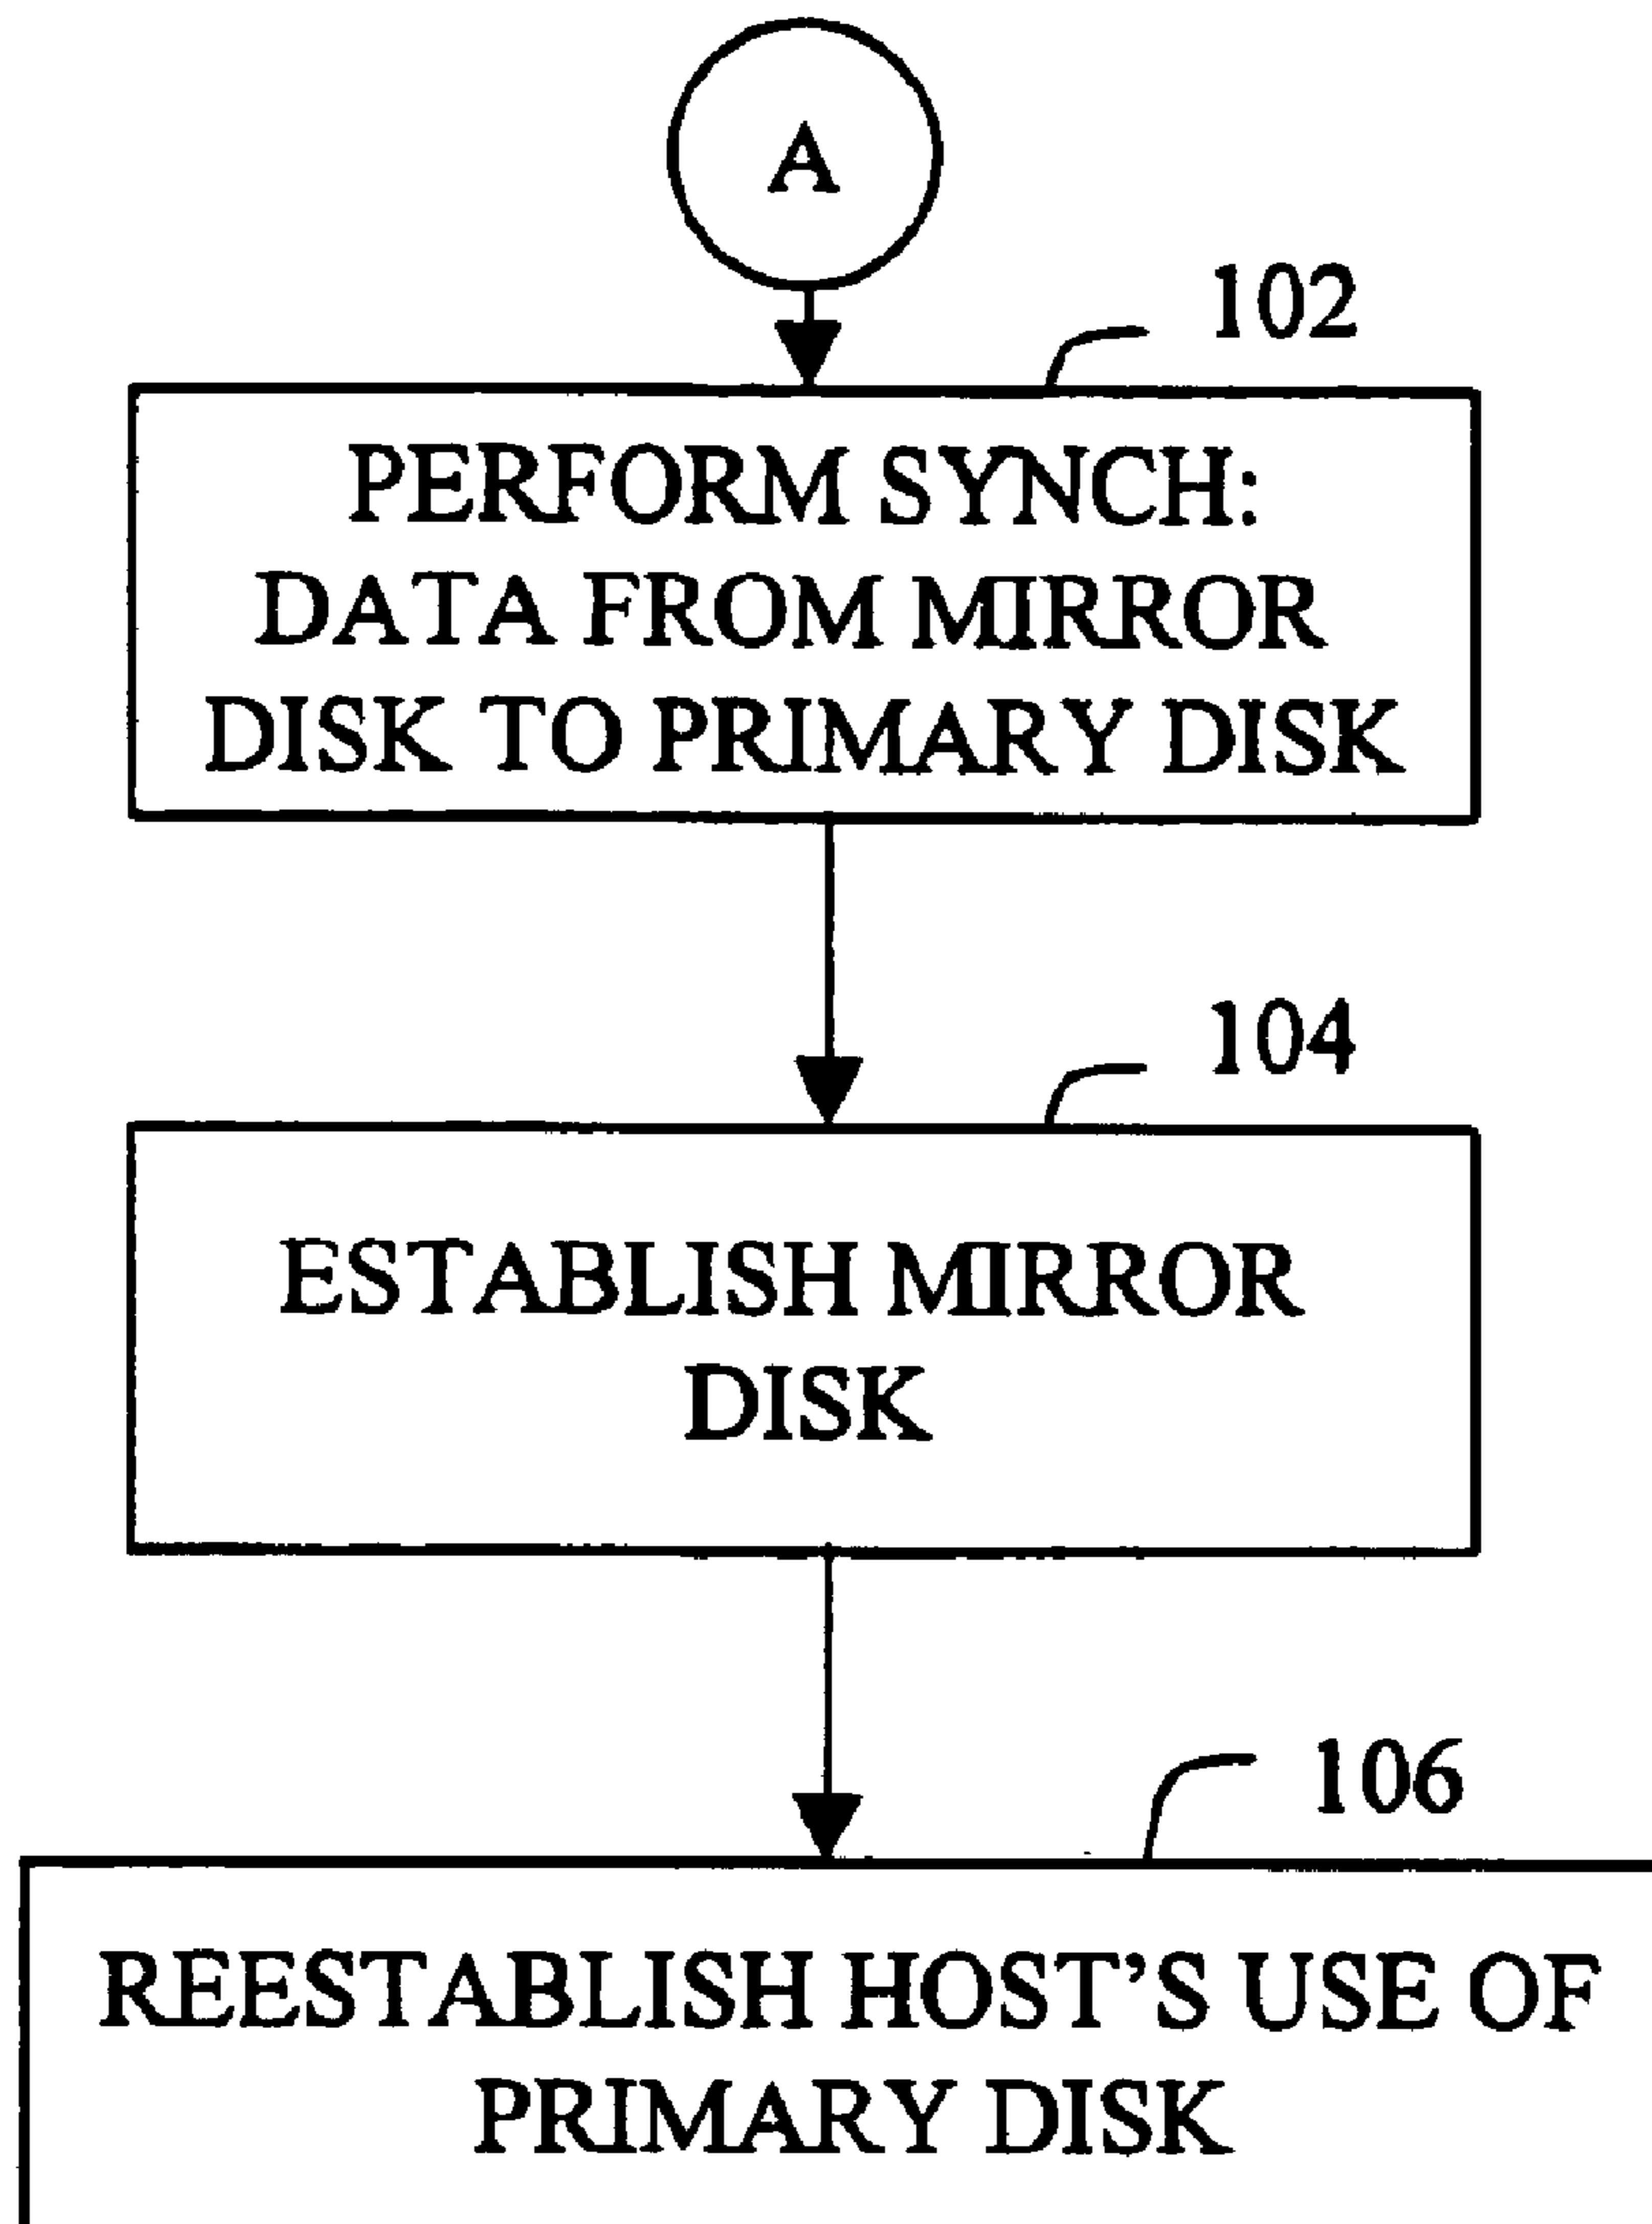 A
102
PERFORM SYNCH:
DATA FROM MIRROR
DISK TO PRIMARY DISK
104
ESTABLISH MIRROR
DISK
106
REESTABLISH HOST'S USE OF
PRIMARY DISK